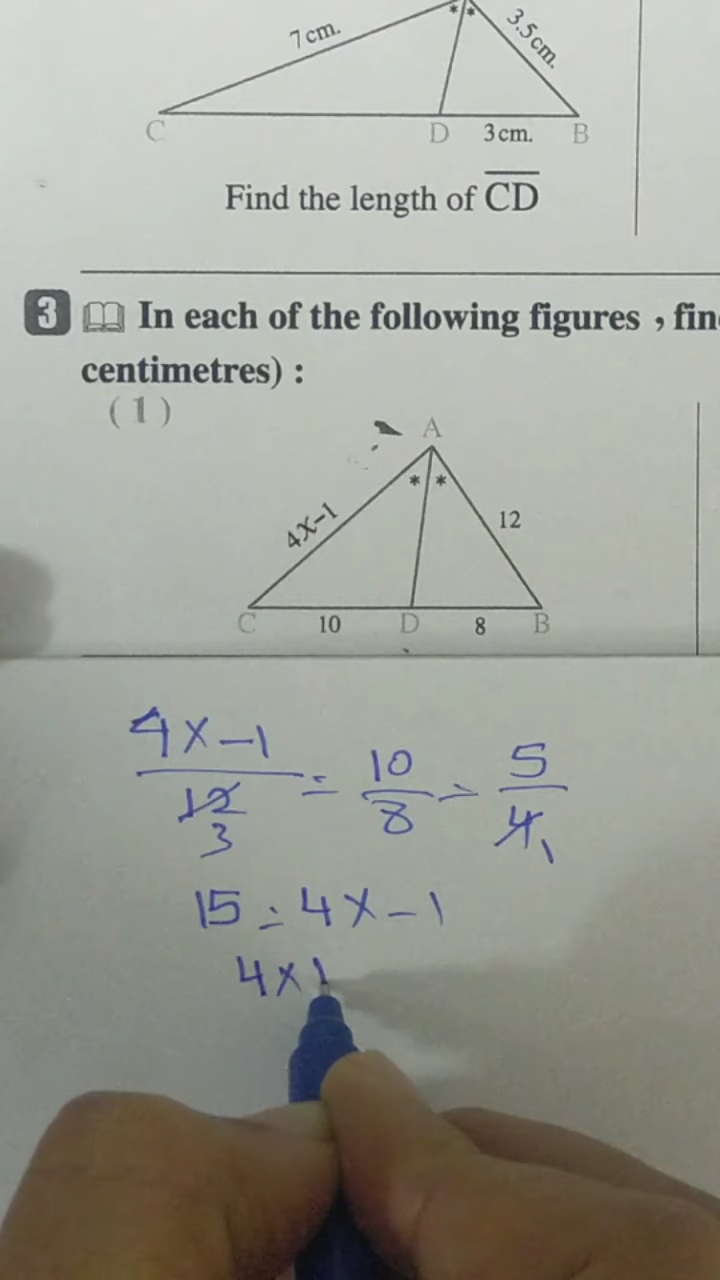 7 cm.
* *
3.5 cm.
C D 3 cm. B
Find the length of CD
3 In each of the following figures , fin
centimetres) :
(1)
A
* *
4X-1
12
C 10 D 8 B
4X-1 / 12 = 10 / 8 = 5 / 4
3 1
15 = 4X-1
4X